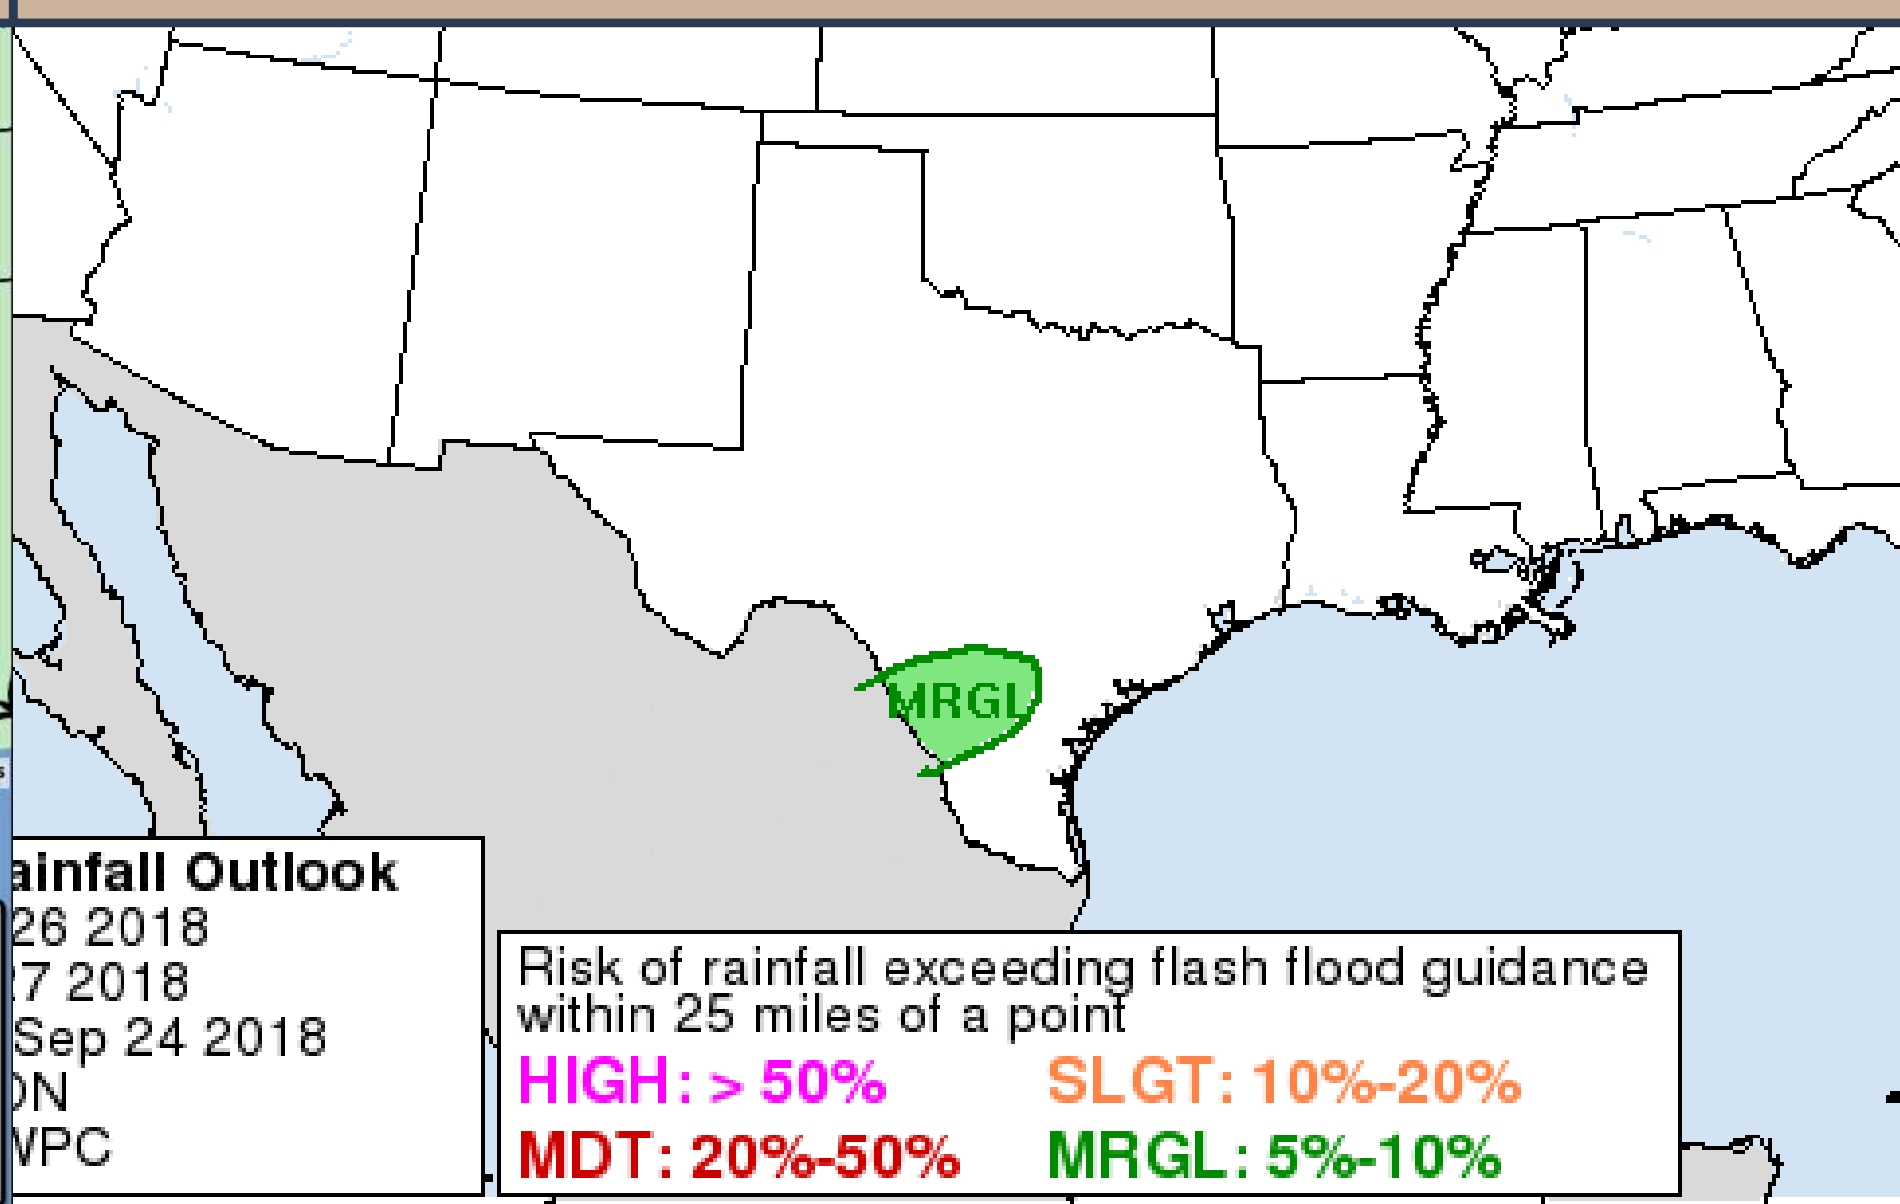 MRGL
ainfall Outlook
26 2018
27 2018
Sep 24 2018
ON
WPC
Risk of rainfall exceeding flash flood guidance
within 25 miles of a point
HIGH: > 50% SLGT: 10%-20%
MDT: 20%-50% MRGL: 5%-10%